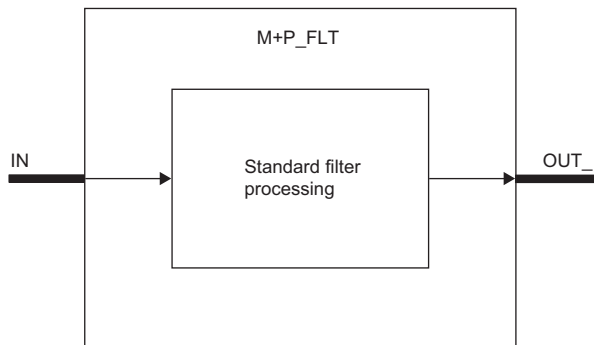 M+P_FLT
IN
OUT_
Standard filter
processing